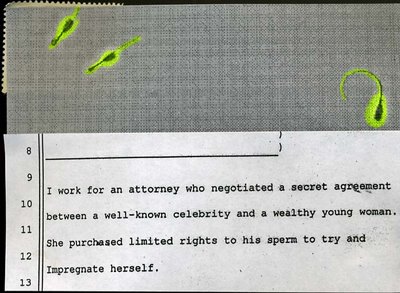 8 )
)
9
I work for an attorney who negotiated a secret agreement
10
between a well-known celebrity and a wealthy young woman.
11
She purchased limited rights to his sperm to try and
12
Impregnate herself.
13